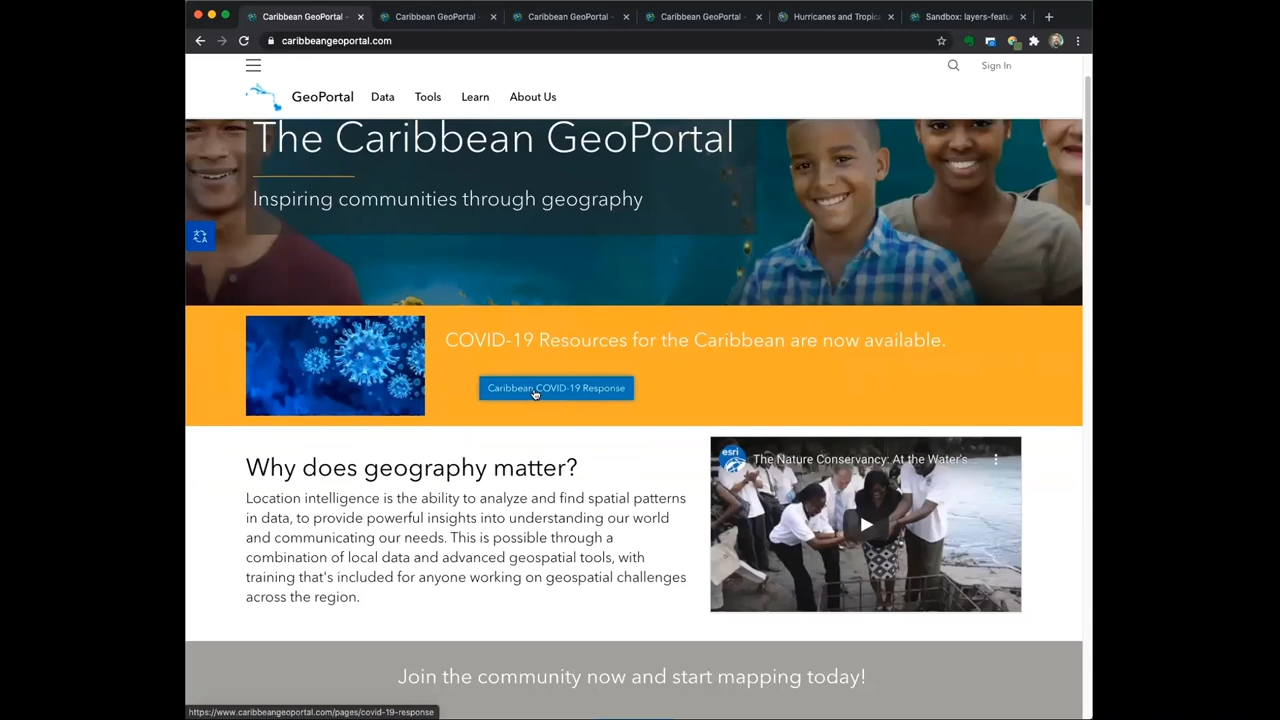 Caribbean GeoPortal -
Caribbean GeoPortal -
Caribbean GeoPortal -
Caribbean GeoPortal -
Hurricanes and Tropic
Sandbox: layers-featu
caribbeangeoportal.com
Sign In
GeoPortal
Data
Tools
Learn
About Us
The Caribbean GeoPortal
Inspiring communities through geography
COVID-19 Resources for the Caribbean are now available.
Caribbean COVID-19 Response
Why does geography matter?
Location intelligence is the ability to analyze and find spatial patterns
in data, to provide powerful insights into understanding our world
and communicating our needs. This is possible through a
combination of local data and advanced geospatial tools, with
training that's included for anyone working on geospatial challenges
across the region.
esri
The Nature Conservancy: At the Water's ...
Join the community now and start mapping today!
https://www.caribbeangeoportal.com/pages/covid-19-response